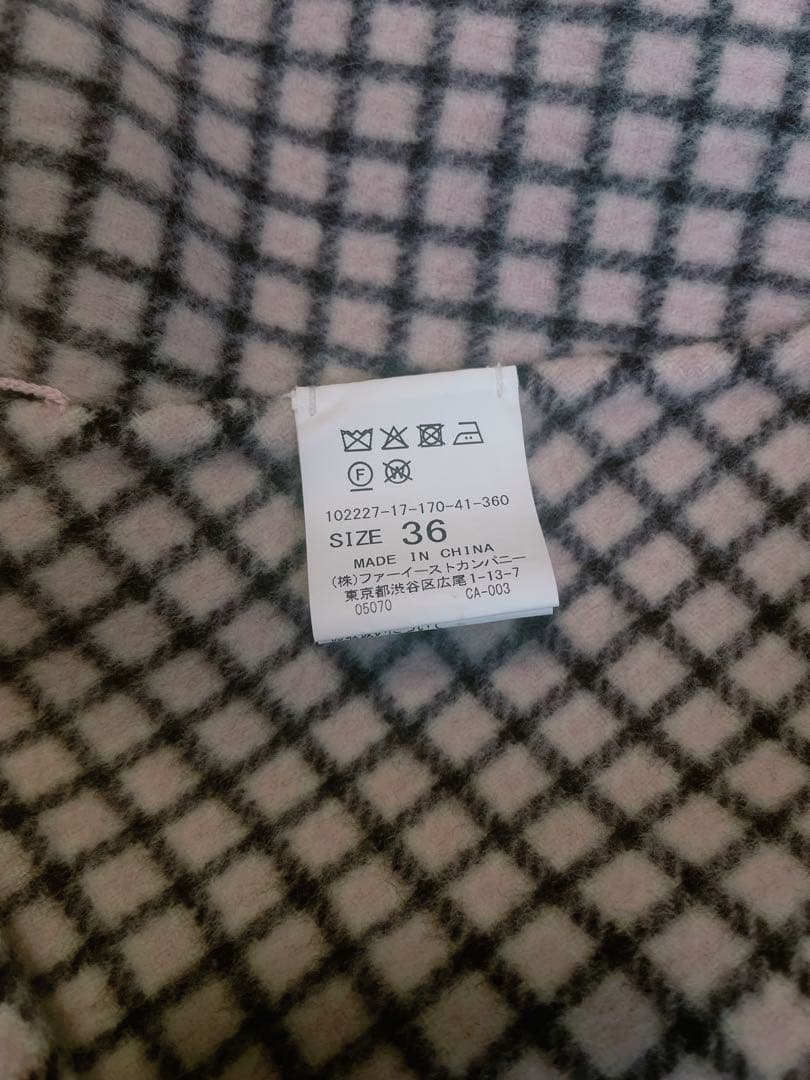 F W
102227-17-170-41-360
SIZE 36
MADE IN CHINA
(株)ファーイーストカンパニー
東京都渋谷区広尾1-13-7
05070 CA-003